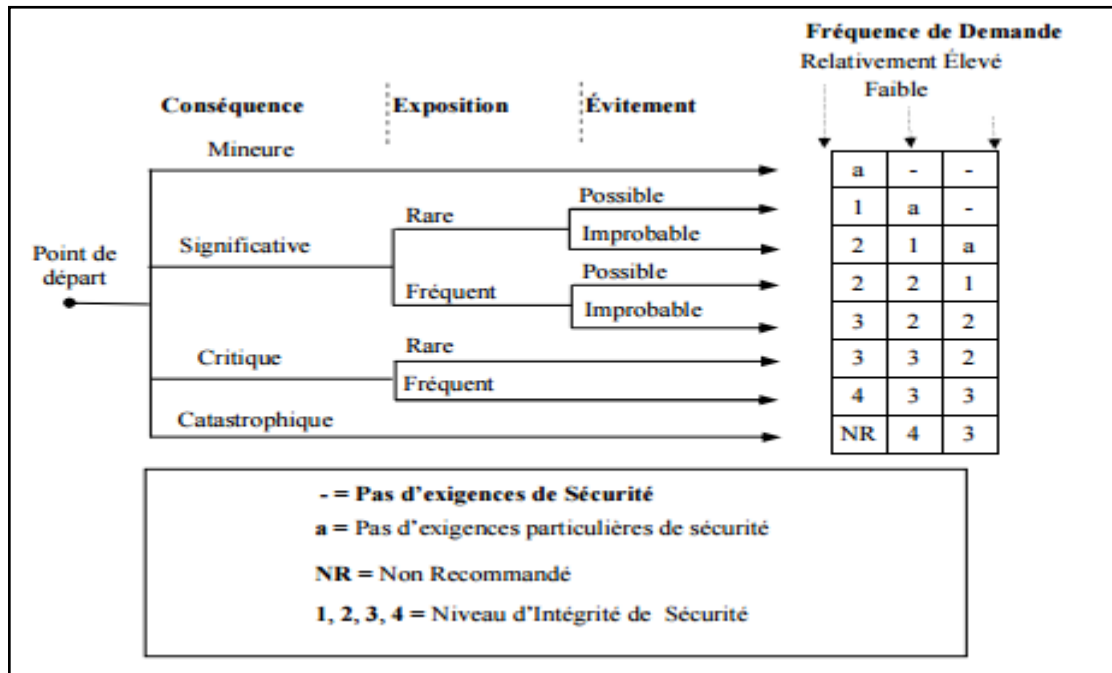 Fréquence de Demande
Relativement Élevé
Faible
Conséquence Exposition Évitement
Mineure
a - -
Possible
1 a -
Rare
Improbable
Significative
2 1 a
Point de
départ
Possible
2 2 1
Fréquent
Improbable
3 2 2
Rare
Critique
3 3 2
Fréquent
4 3 3
Catastrophique
NR 4 3
- = Pas d'exigences de Sécurité
a = Pas d'exigences particulières de sécurité
NR = Non Recommandé
1, 2, 3, 4 = Niveau d'Intégrité de Sécurité